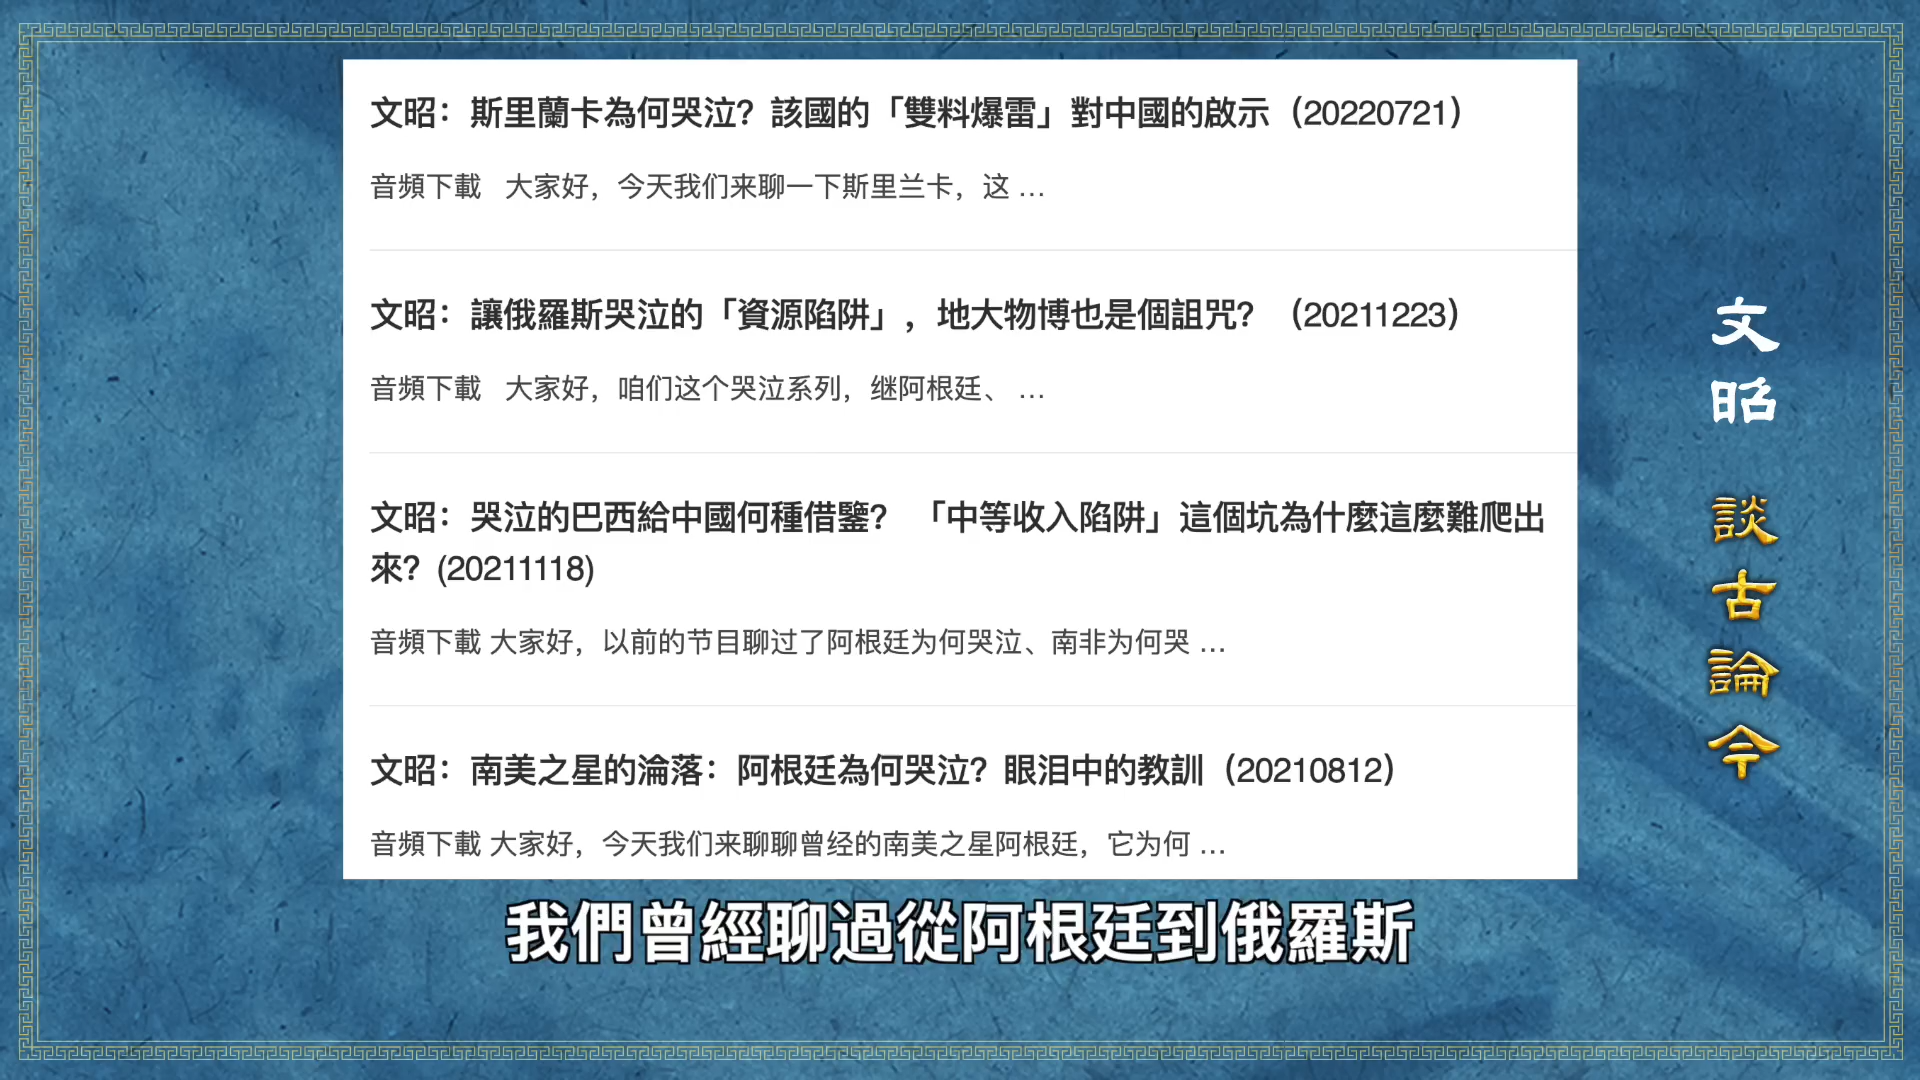 文昭：斯里蘭卡為何哭泣？該國的「雙料爆雷」對中國的啟示（20220721）
音頻下載 大家好，今天我们来聊一下斯里兰卡，这 …
文昭：讓俄羅斯哭泣的「資源陷阱」，地大物博也是個詛咒？（20211223）
音頻下載 大家好，咱们这个哭泣系列，继阿根廷、 …
文昭：哭泣的巴西給中國何種借鑒？ 「中等收入陷阱」這個坑為什麼這麼難爬出
來？(20211118)
音頻下載 大家好，以前的节目聊过了阿根廷为何哭泣、南非为何哭 …
文昭：南美之星的淪落：阿根廷為何哭泣？眼泪中的教訓（20210812）
音頻下載 大家好，今天我们来聊聊曾经的南美之星阿根廷，它为何 …
我們曾經聊過從阿根廷到俄羅斯
文昭 談古論今